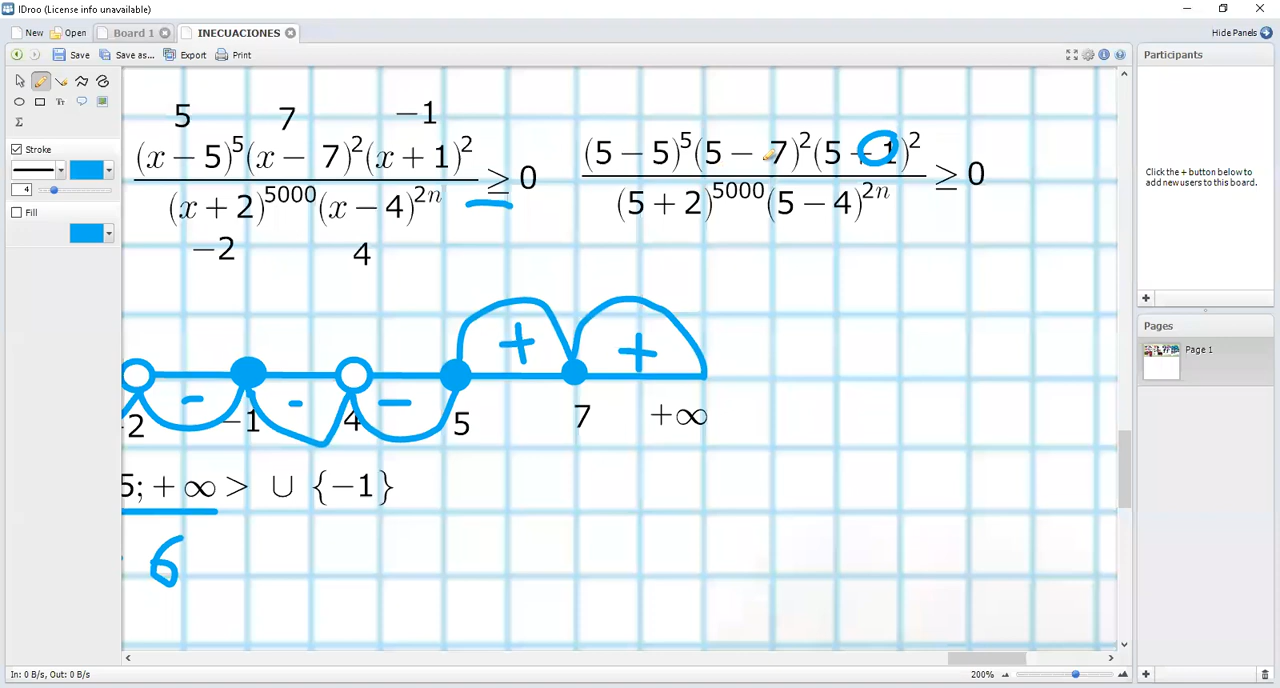 IDroo (License info unavailable)
New Open Board 1 INECUACIONES Hide Panels
Save Save as... Export Print
Participants
Click the + button below to
add new users to this board.
Stroke
4
Fill
5 7 −1
(x − 5)^5 (x − 7)^2 (x + 1)^2 / (x + 2)^5000 (x − 4)^2n ≥ 0
−2 4
(5 − 5)^5 (5 − 7)^2 (5 + 1)^2 / (5 + 2)^5000 (5 − 4)^2n ≥ 0
+ +
- - -
-2 −1 4 5 7 +∞
5; + ∞ > ∪ {−1}
6
Pages
Page 1
In: 0 B/s, Out: 0 B/s
200%